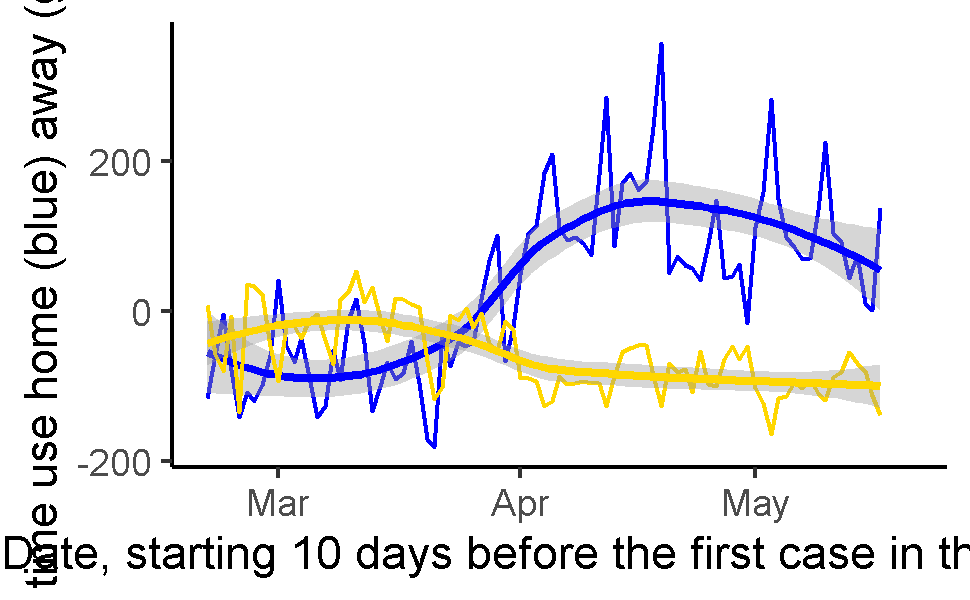 time use home (blue) away (
200
0
-200
Mar Apr May
Date, starting 10 days before the first case in